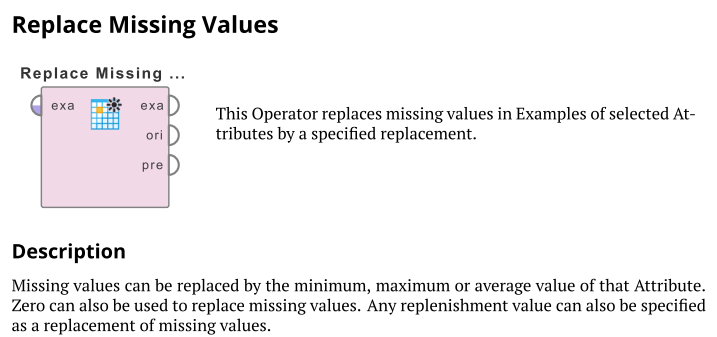 Replace Missing Values
Replace Missing ...
exa
exa
ori
pre
This Operator replaces missing values in Examples of selected At-
tributes by a specified replacement.
Description
Missing values can be replaced by the minimum, maximum or average value of that Attribute.
Zero can also be used to replace missing values. Any replenishment value can also be specified
as a replacement of missing values.